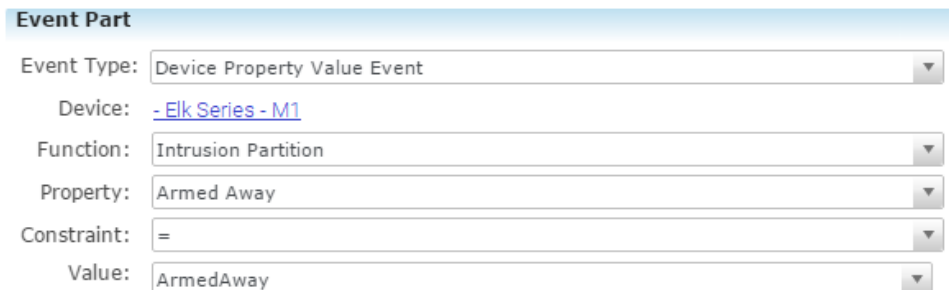 Event Part
Event Type: Device Property Value Event
Device: - Elk Series - M1
Function: Intrusion Partition
Property: Armed Away
Constraint: =
Value: ArmedAway